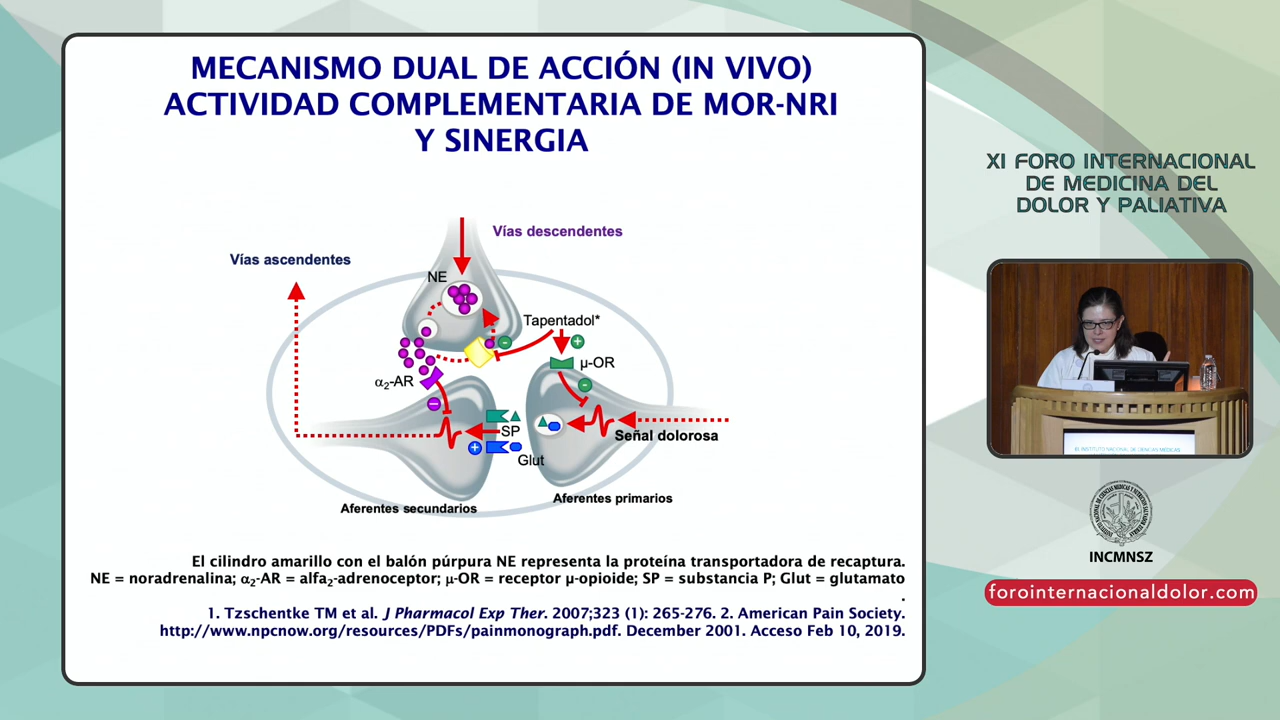 MECANISMO DUAL DE ACCIÓN (IN VIVO)
ACTIVIDAD COMPLEMENTARIA DE MOR-NRI
Y SINERGIA
Vías descendentes
Vías ascendentes
NE
Tapentadol*
μ-OR
α2-AR
SP
Señal dolorosa
Glut
Aferentes primarios
Aferentes secundarios
El cilindro amarillo con el balón púrpura NE representa la proteína transportadora de recaptura.
NE = noradrenalina; α2-AR = alfa2-adrenoceptor; μ-OR = receptor μ-opioide; SP = substancia P; Glut = glutamato
.
1. Tzschentke TM et al. J Pharmacol Exp Ther. 2007;323 (1): 265-276. 2. American Pain Society.
http://www.npcnow.org/resources/PDFs/painmonograph.pdf. December 2001. Acceso Feb 10, 2019.
XI FORO INTERNACIONAL
DE MEDICINA DEL
DOLOR Y PALIATIVA
INCMNSZ
forointernacionaldolor.com